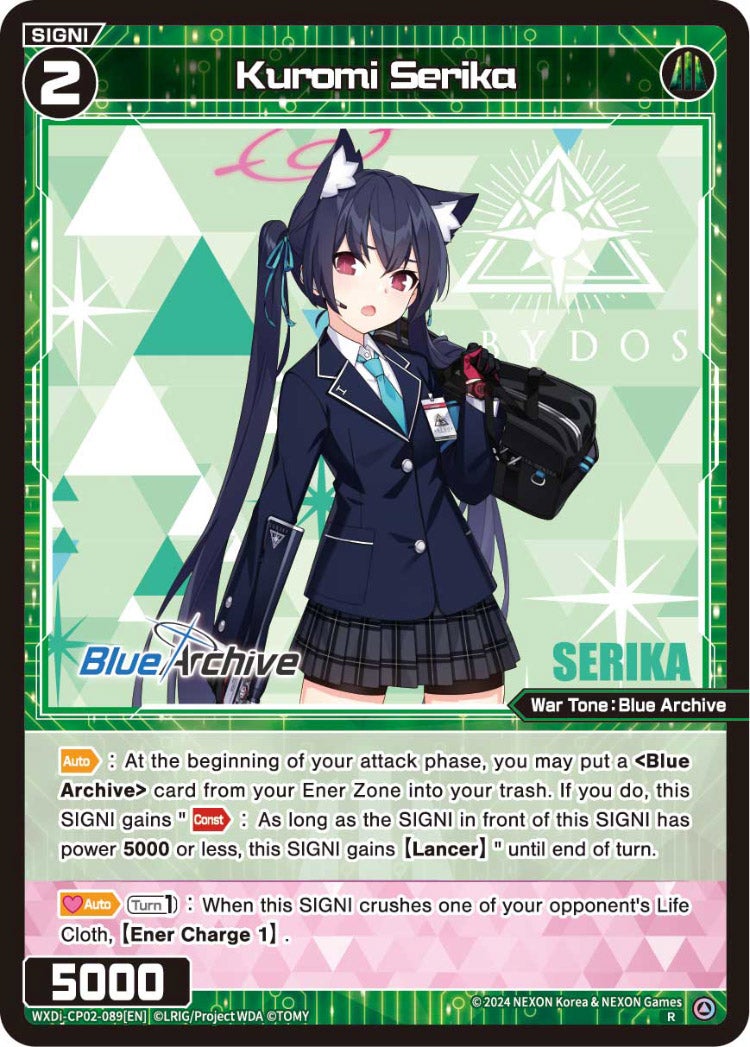 SIGNI
2
Kuromi Serika
ABYDOS
Blue Archive
SERIKA
War Tone : Blue Archive
Auto : At the beginning of your attack phase, you may put a <Blue
Archive> card from your Ener Zone into your trash. If you do, this
SIGNI gains " Const : As long as the SIGNI in front of this SIGNI has
power 5000 or less, this SIGNI gains 【Lancer】 " until end of turn.
Auto Turn 1 : When this SIGNI crushes one of your opponent's Life
Cloth, 【Ener Charge 1】 .
5000
© 2024 NEXON Korea & NEXON Games
WXDi-CP02-089[EN] ©LRIG/Project WDA ©TOMY
R